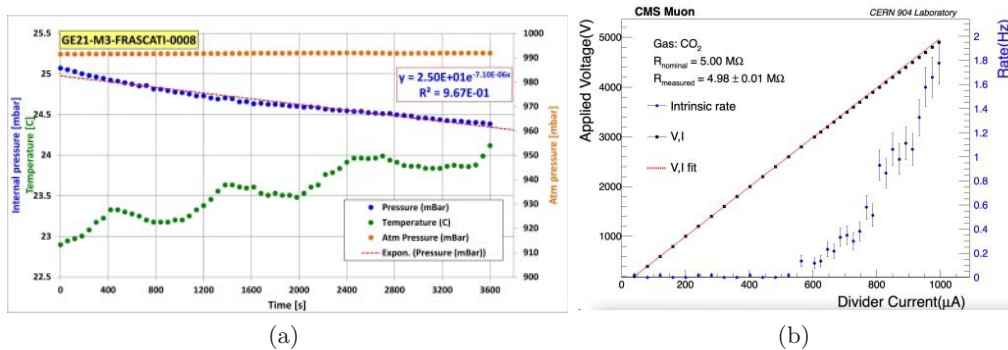 GE21-M3-FRASCATI-0008
y = 2.50E+01e-7.10E-06x
R² = 9.67E-01
Internal pressure [mbar]
Temperature [C]
25.5
25
24.5
24
23.5
23
22.5
1000
990
980
970
960
950
940
930
920
910
900
Atm pressure [mbar]
Pressure (mBar)
Temperature (C)
Atm Pressure (mBar)
Expon. (Pressure (mBar))
0 400 800 1200 1600 2000 2400 2800 3200 3600
Time [s]
(a)
CMS Muon
CERN 904 Laboratory
Applied Voltage(V)
5000
4000
3000
2000
1000
Gas: CO2
Rnominal = 5.00 MΩ
Rmeasured = 4.98 ± 0.01 MΩ
Intrinsic rate
V,I
V,I fit
Rate(Hz)
2
1.8
1.6
1.4
1.2
1
0.8
0.6
0.4
0.2
0
0 200 400 600 800 1000
Divider Current(μA)
(b)